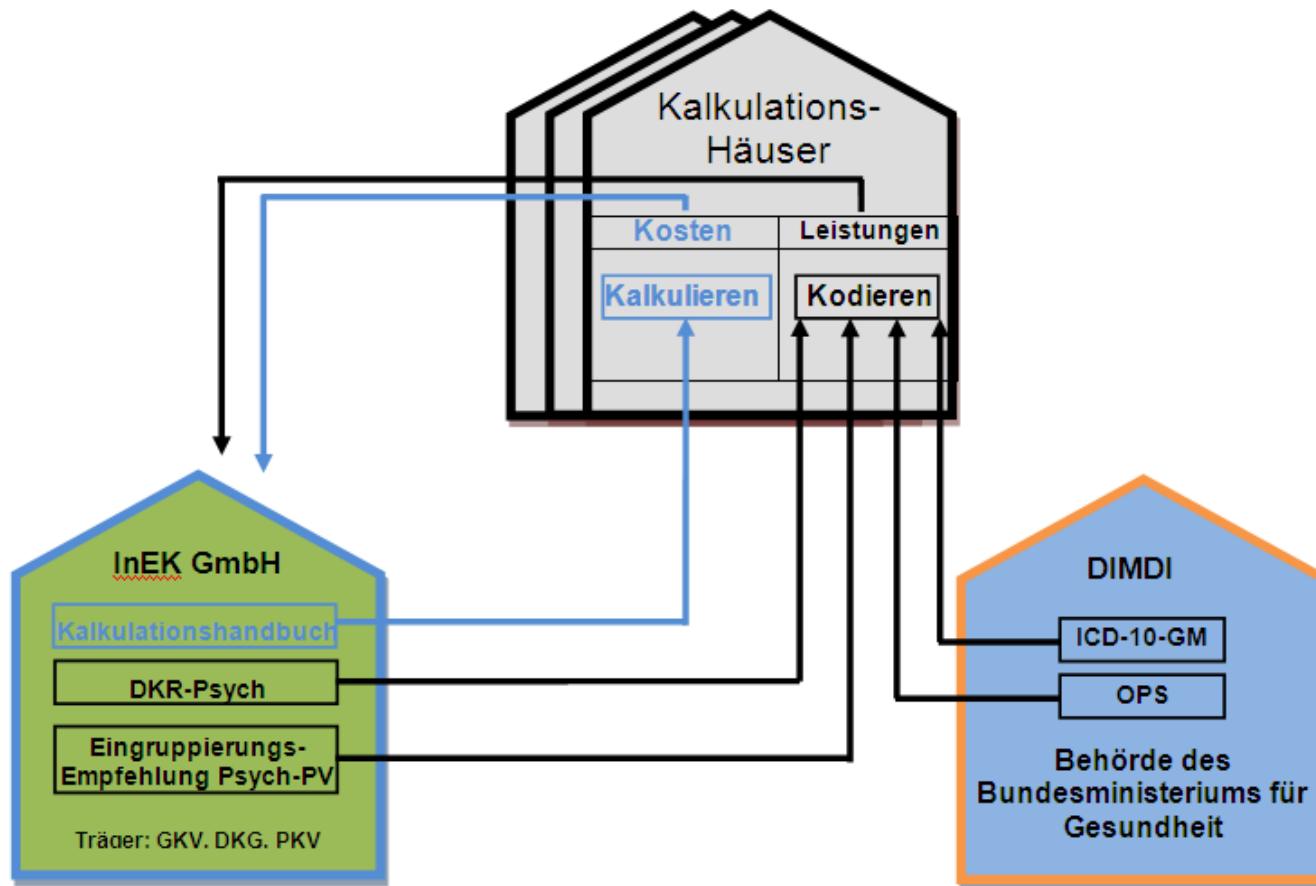 Kalkulations-
Häuser
Kosten
Leistungen
Kalkulieren
Kodieren
InEK GmbH
Kalkulationshandbuch
DKR-Psych
Eingruppierungs-
Empfehlung Psych-PV
Träger: GKV. DKG. PKV
DIMDI
ICD-10-GM
OPS
Behörde des
Bundesministeriums für
Gesundheit